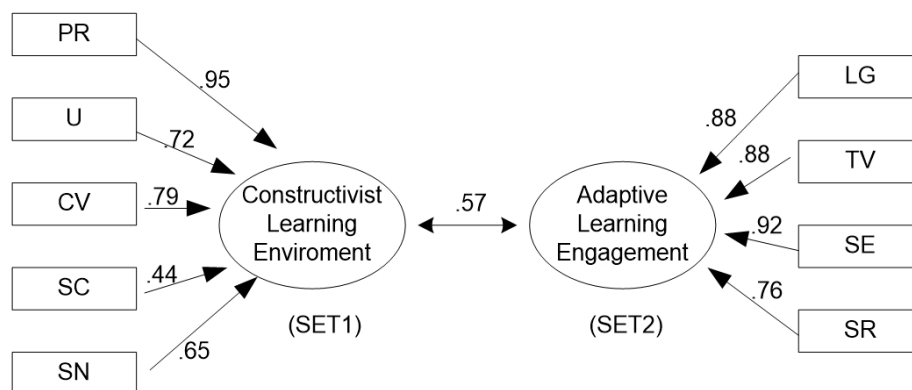 PR
.95
U
.72
CV
.79
SC
.44
SN
.65
Constructivist
Learning
Enviroment
(SET1)
.57
Adaptive
Learning
Engagement
(SET2)
LG
.88
TV
.88
SE
.92
SR
.76